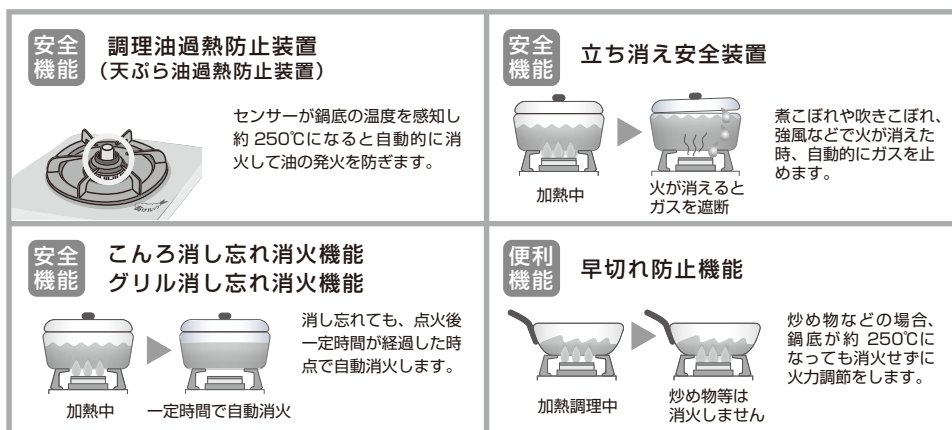 安全
機能
調理油過熱防止装置
（天ぷら油過熱防止装置）
センサーが鍋底の温度を感知し
約 250℃になると自動的に消
火して油の発火を防ぎます。
安全
機能
立ち消え安全装置
加熱中
火が消えると
ガスを遮断
煮こぼれや吹きこぼれ、
強風などで火が消えた
時、自動的にガスを止
めます。
安全
機能
こんろ消し忘れ消火機能
グリル消し忘れ消火機能
加熱中
一定時間で自動消火
消し忘れても、点火後
一定時間が経過した時
点で自動消火します。
便利
機能
早切れ防止機能
加熱調理中
炒め物等は
消火しません
炒め物などの場合、
鍋底が約 250℃に
なっても消火せずに
火力調節をします。